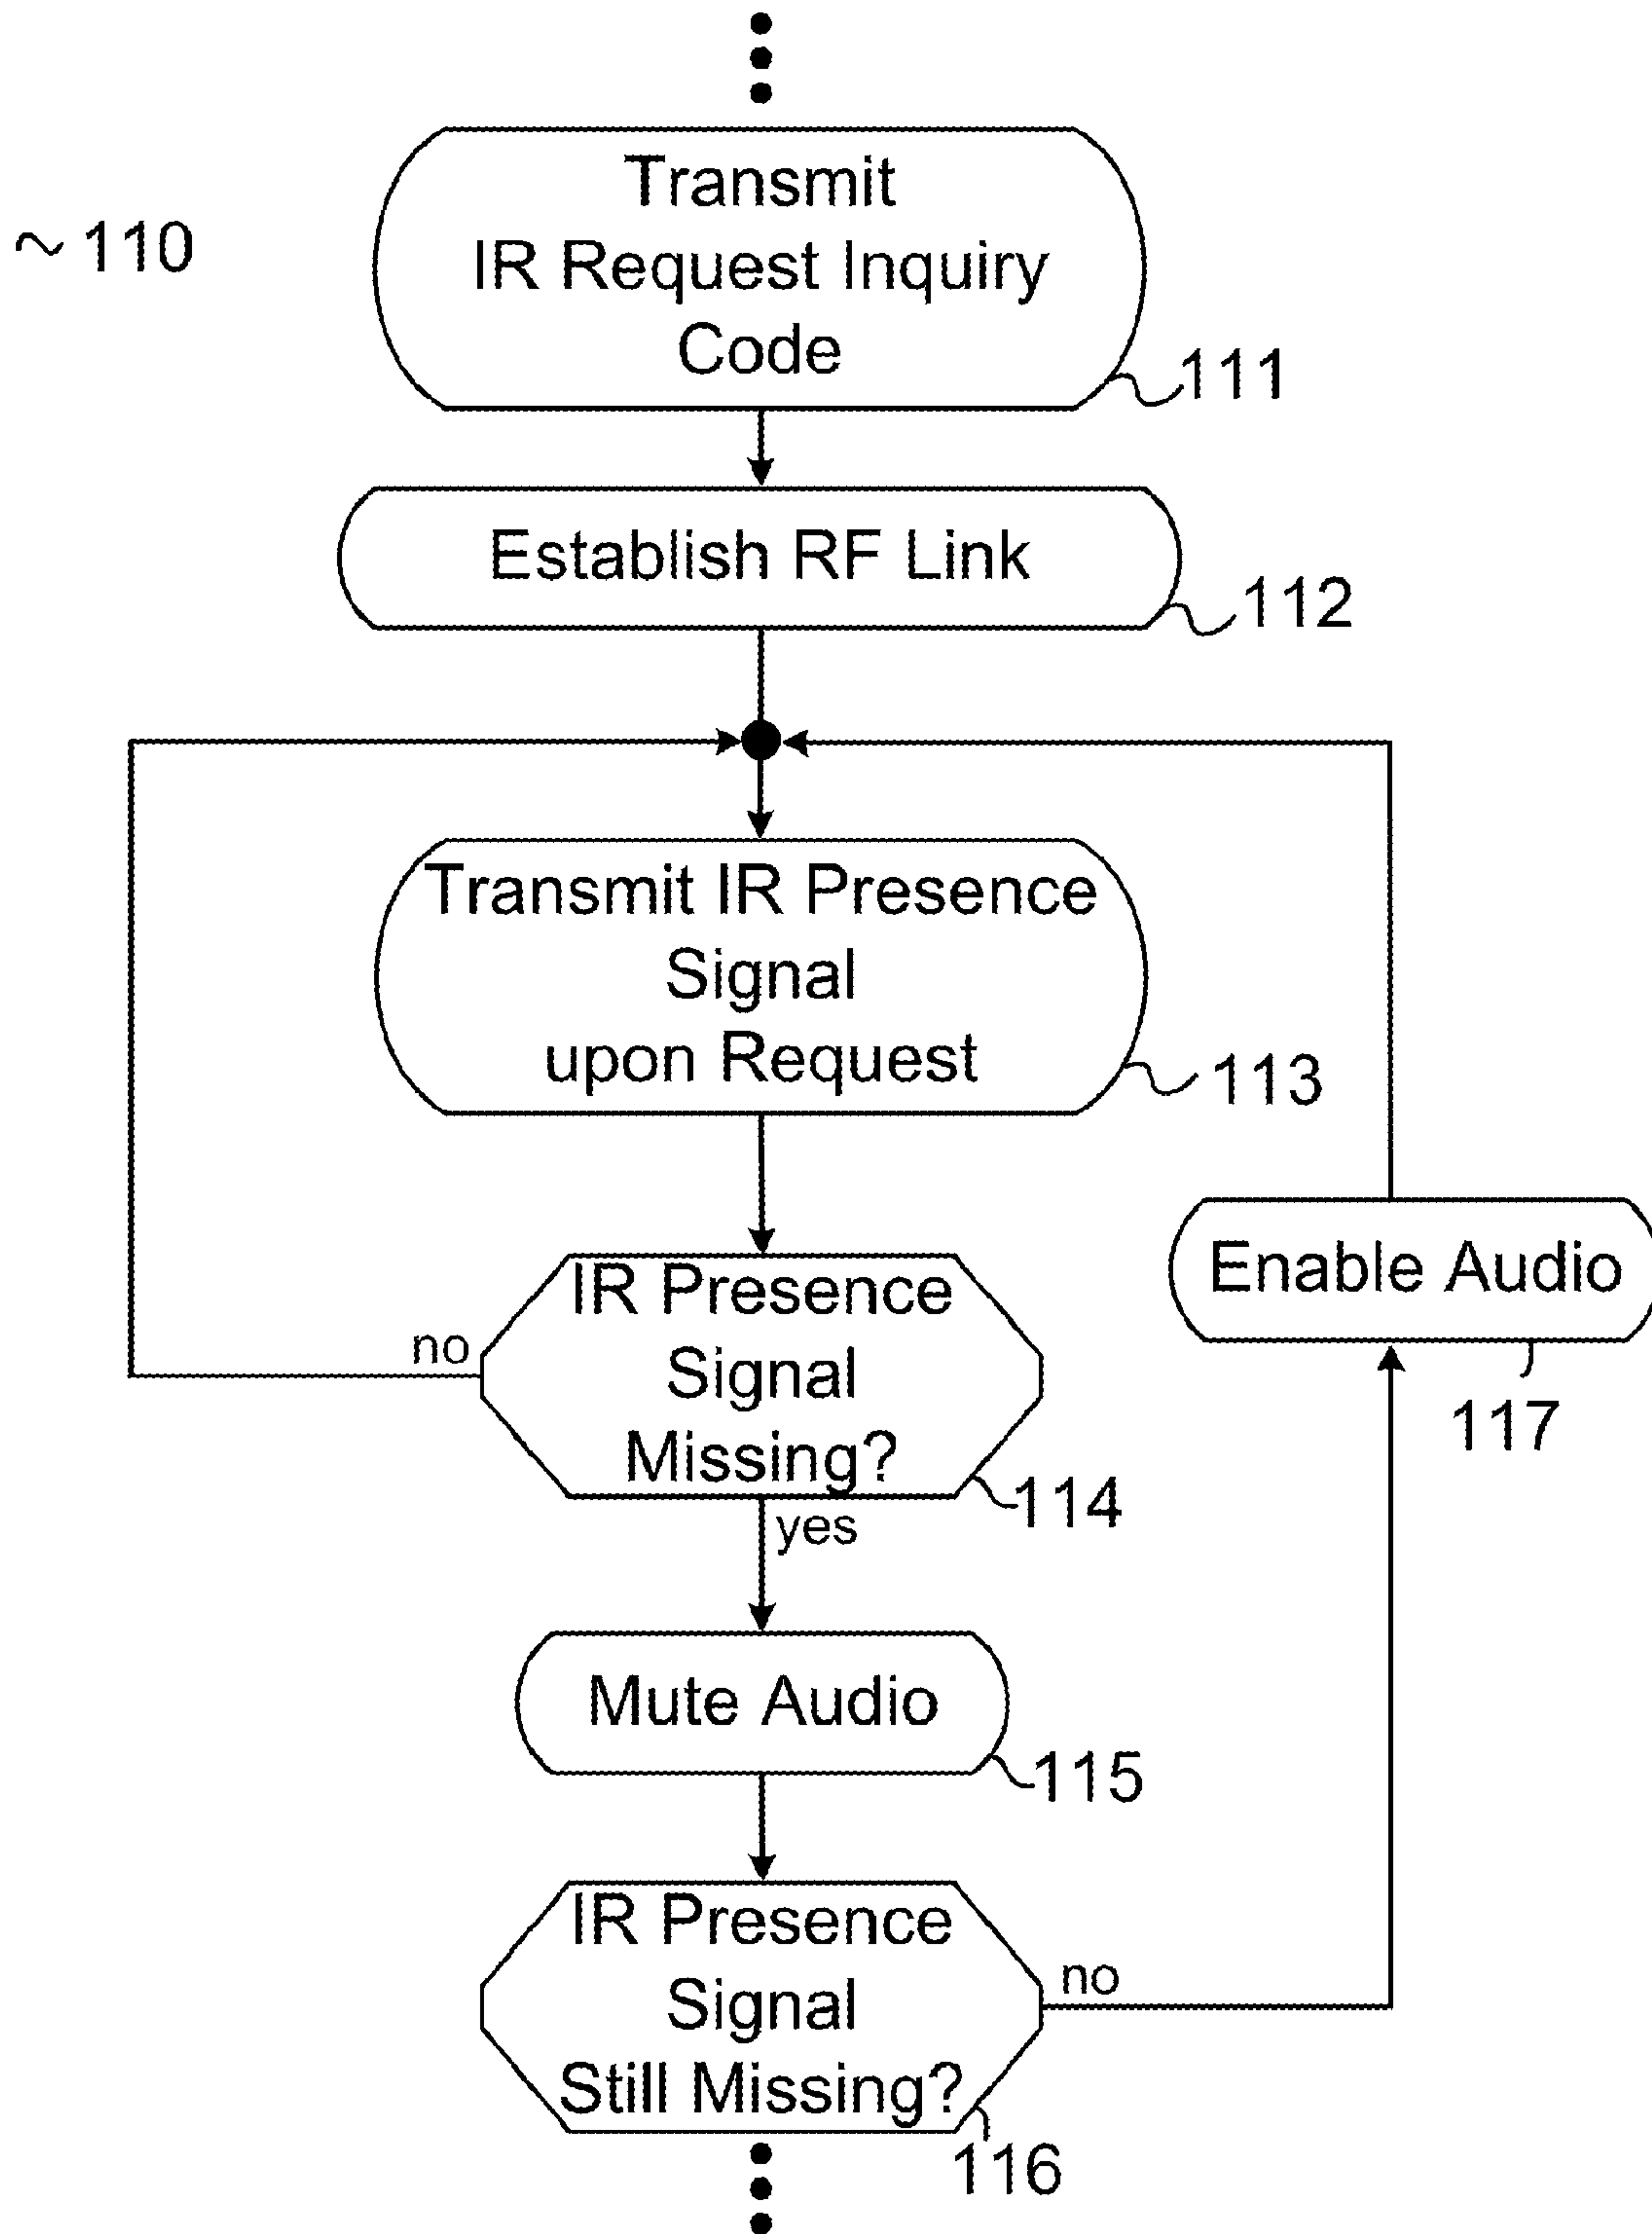 ~ 110
Transmit
IR Request Inquiry
Code
111
Establish RF Link
112
Transmit IR Presence
Signal
upon Request
113
IR Presence
Signal
Missing?
no
114
yes
Enable Audio
117
Mute Audio
115
IR Presence
Signal
Still Missing?
no
116